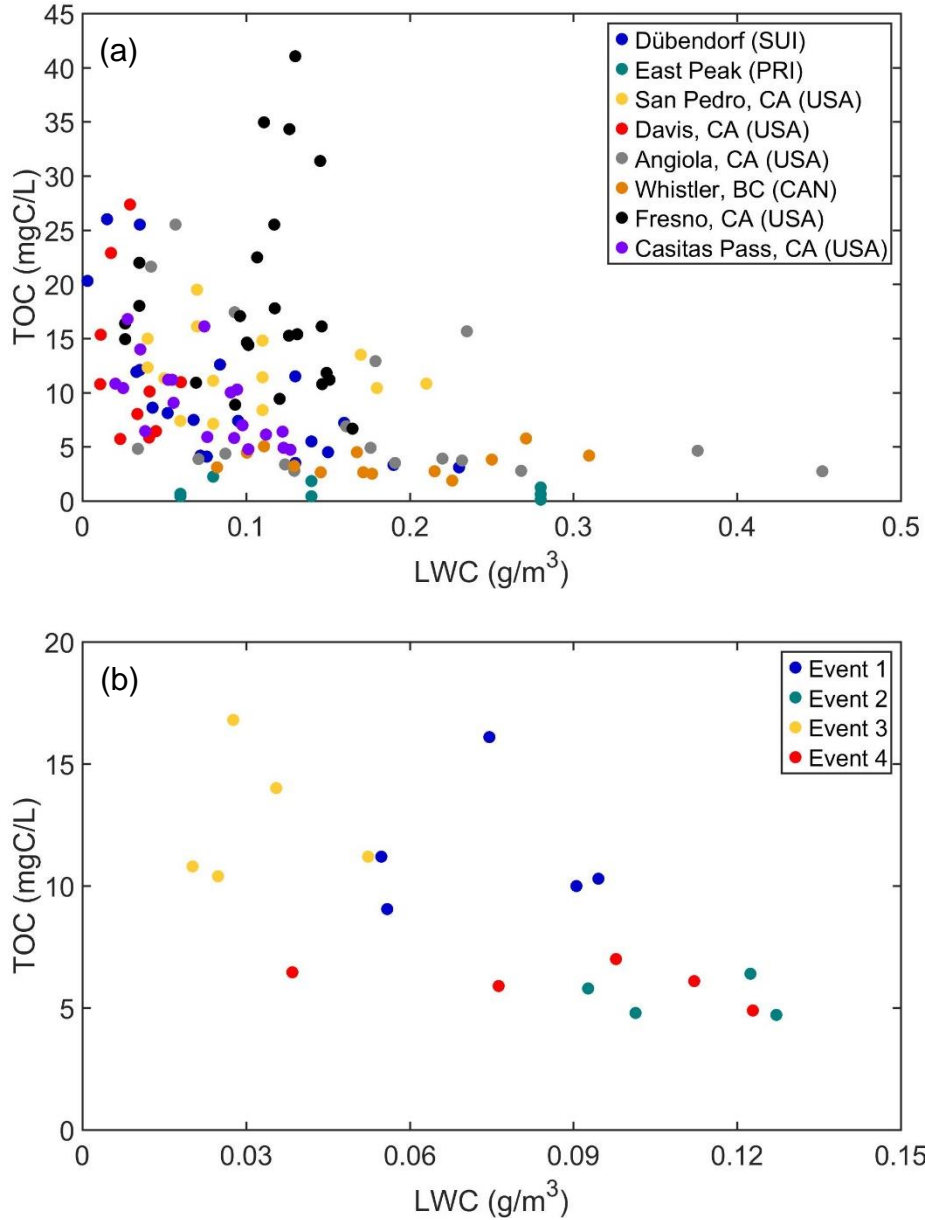 (a)
Dübendorf (SUI)
East Peak (PRI)
San Pedro, CA (USA)
Davis, CA (USA)
Angiola, CA (USA)
Whistler, BC (CAN)
Fresno, CA (USA)
Casitas Pass, CA (USA)
45
40
35
30
25
20
15
10
5
0
TOC (mgC/L)
0
0.1
0.2
0.3
0.4
0.5
LWC (g/m³)
(b)
Event 1
Event 2
Event 3
Event 4
20
15
10
5
0
TOC (mgC/L)
0
0.03
0.06
0.09
0.12
0.15
LWC (g/m³)